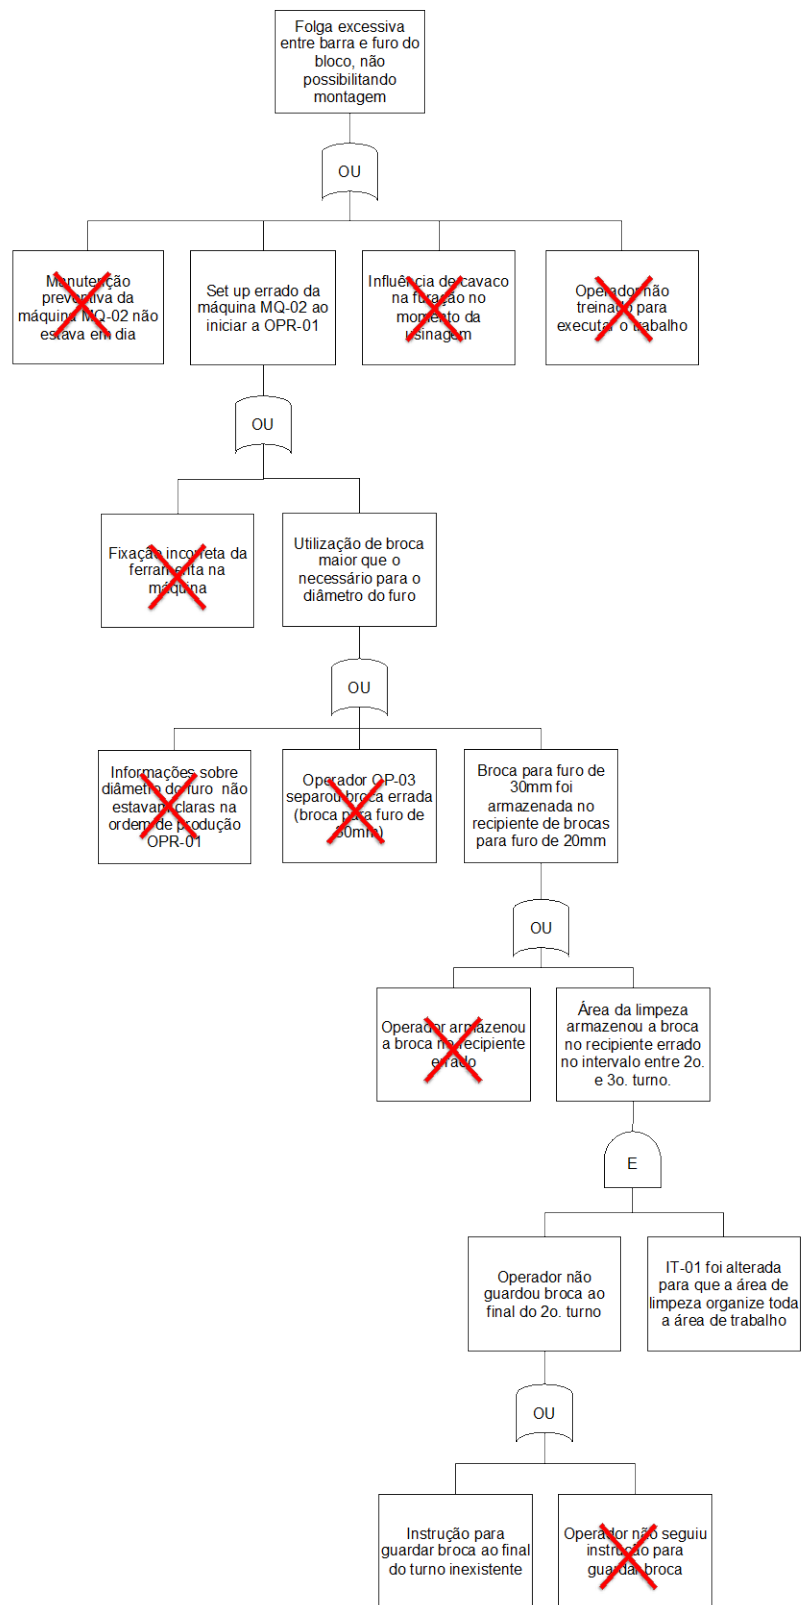 Folga excessiva
entre barra e furo do
bloco, não
possibilitando
montagem
OU
Manutenção
preventiva da
máquina MQ-02 não
estava em dia
Set up errado da
máquina MQ-02 ao
iniciar a OPR-01
Influência de cavaco
na furação no
momento da
usinagem
Operador não
treinado para
executar o trabalho
OU
Fixação incorreta da
ferramenta na
máquina
Utilização de broca
maior que o
necessário para o
diâmetro do furo
OU
Informações sobre
diâmetro do furo não
estavam claras na
ordem de produção
OPR-01
Operador OP-03
separou broca errada
(broca para furo de
30mm)
Broca para furo de
30mm foi
armazenada no
recipiente de brocas
para furo de 20mm
OU
Operador armazenou
a broca no recipiente
errado
Área da limpeza
armazenou a broca
no recipiente errado
no intervalo entre 2o.
e 3o. turno.
E
Operador não
guardou broca ao
final do 2o. turno
IT-01 foi alterada
para que a área de
limpeza organize toda
a área de trabalho
OU
Instrução para
guardar broca ao final
do turno inexistente
Operador não seguiu
instrução para
guardar broca